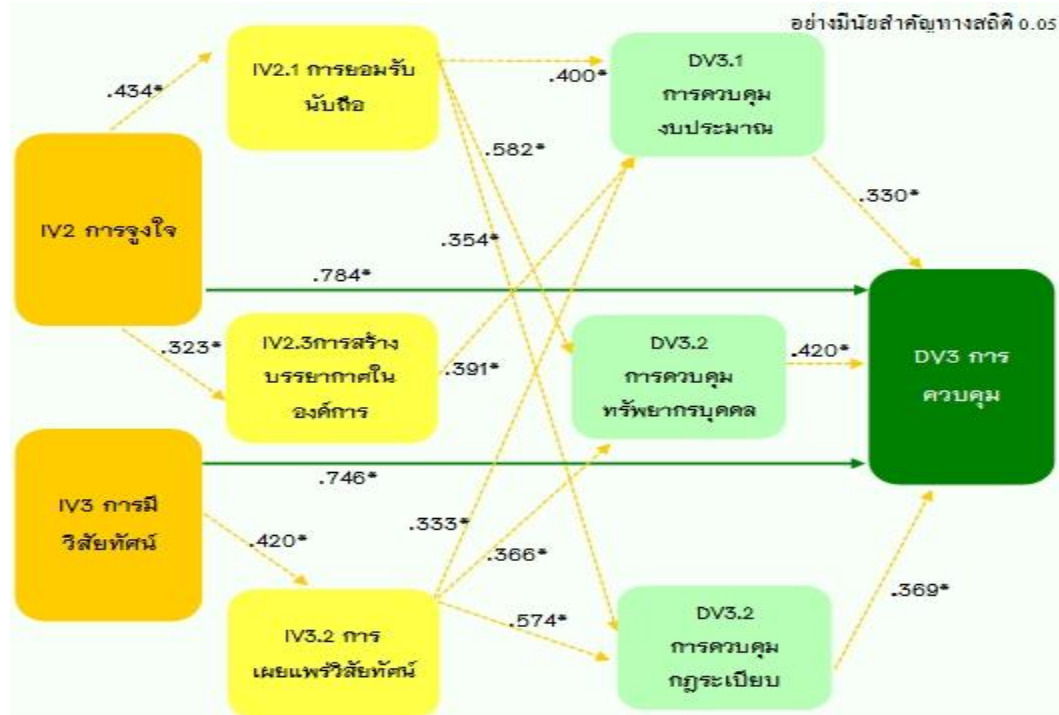 อย่างมีนัยสำคัญทางสถิติ 0.05
IV2.1 การยอมรับ
นับถือ
DV3.1
การควบคุม
งบประมาณ
.434*
.400*
.582*
.330*
IV2 การจูงใจ
.354*
.784*
.323*
IV2.3การสร้าง
บรรยากาศใน
องค์การ
.391*
DV3.2
การควบคุม
ทรัพยากรบุคคล
.420*
DV3 การ
ควบคุม
.746*
IV3 การมี
วิสัยทัศน์
.420*
.333*
.366*
.574*
.369*
IV3.2 การ
เผยแพร่วิสัยทัศน์
DV3.2
การควบคุม
กฎระเบียบ